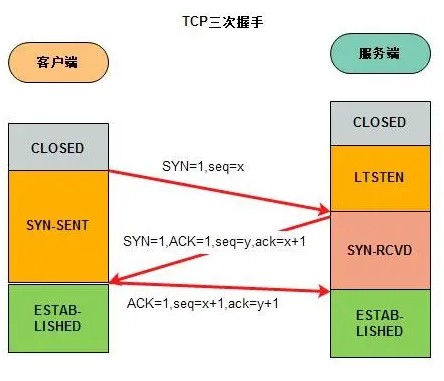 TCP三次握手
客户端
服务端
CLOSED
CLOSED
SYN=1,seq=x
LTSTEN
SYN-SENT
SYN=1,ACK=1,seq=y,ack=x+1
SYN-RCVD
ACK=1,seq=x+1,ack=y+1
ESTAB-
LISHED
ESTAB-
LISHED